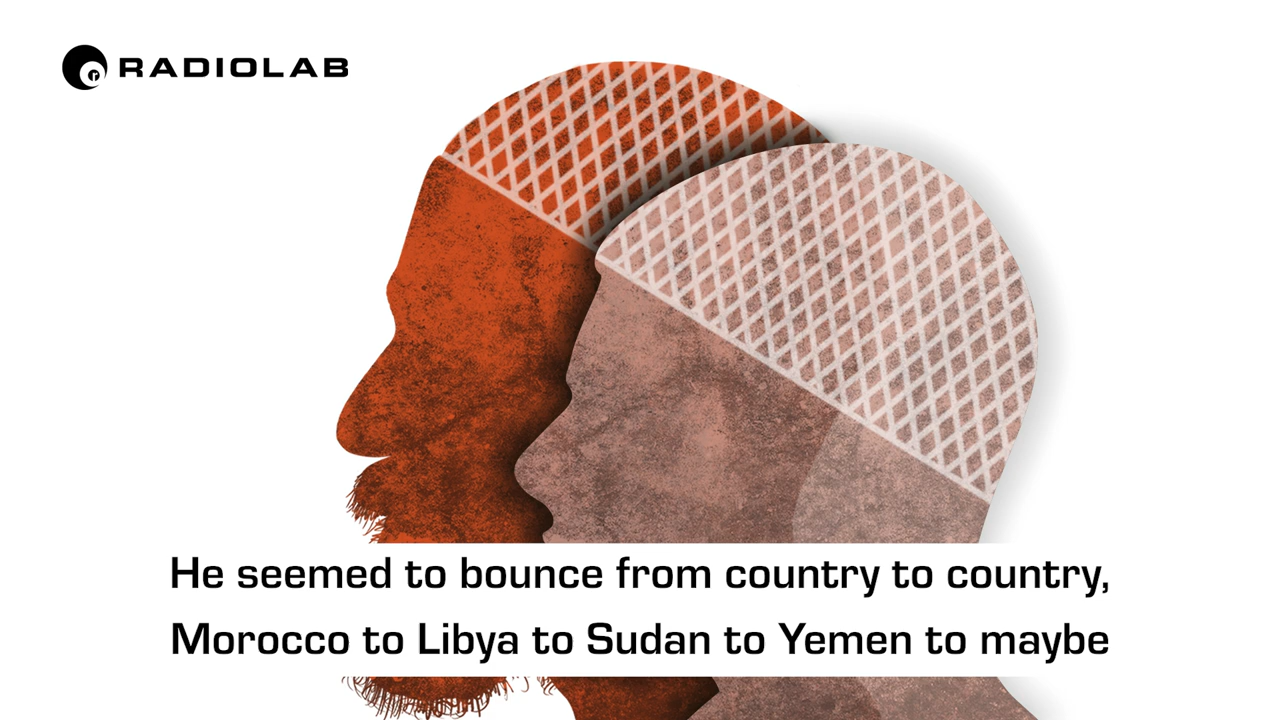 RADIOLAB
He seemed to bounce from country to country,
Morocco to Libya to Sudan to Yemen to maybe